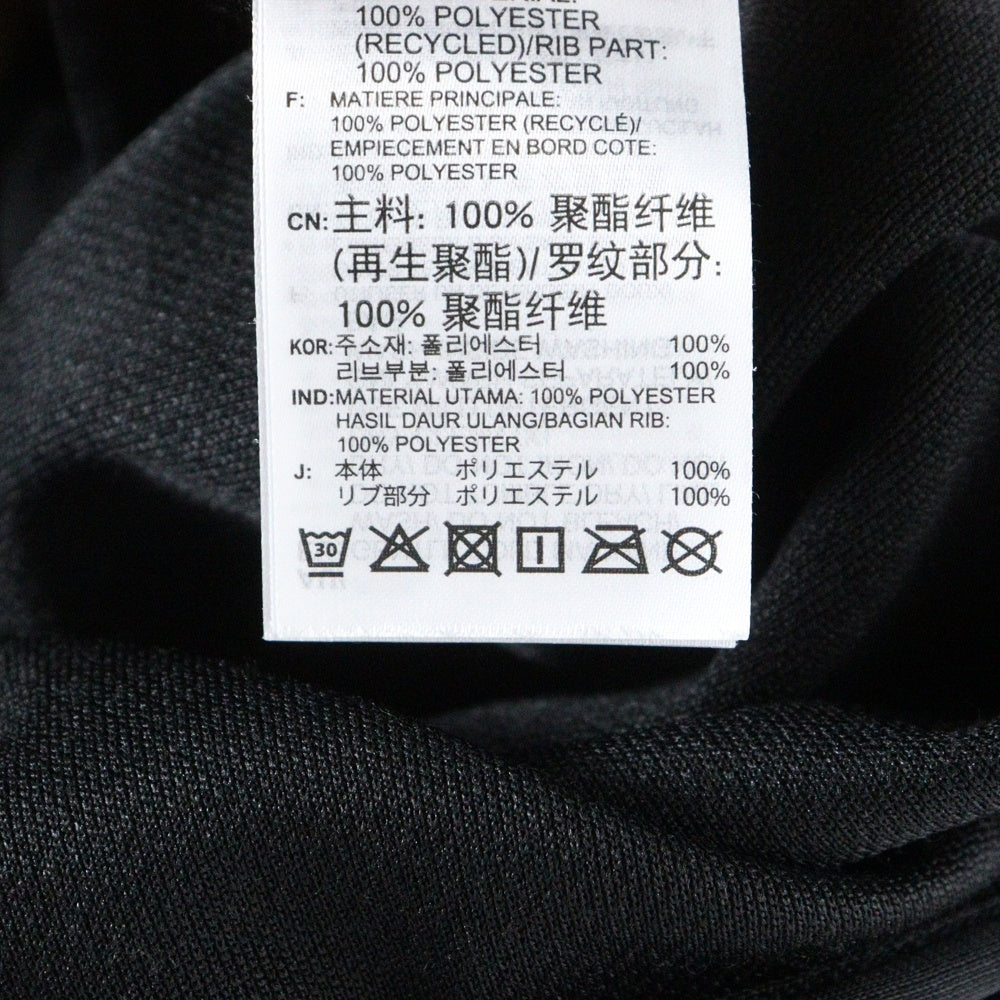 100% POLYESTER
(RECYCLED)/RIB PART:
100% POLYESTER
F: MATIERE PRINCIPALE:
100% POLYESTER (RECYCLÉ)/
EMPIECEMENT EN BORD COTE:
100% POLYESTER
CN: 主料: 100% 聚酯纤维
(再生聚酯)/罗纹部分:
100% 聚酯纤维
KOR: 주소재: 폴리에스터 100%
리브부분: 폴리에스터 100%
IND: MATERIAL UTAMA: 100% POLYESTER
HASIL DAUR ULANG/BAGIAN RIB:
100% POLYESTER
J: 本体 ポリエステル 100%
リブ部分 ポリエステル 100%
30